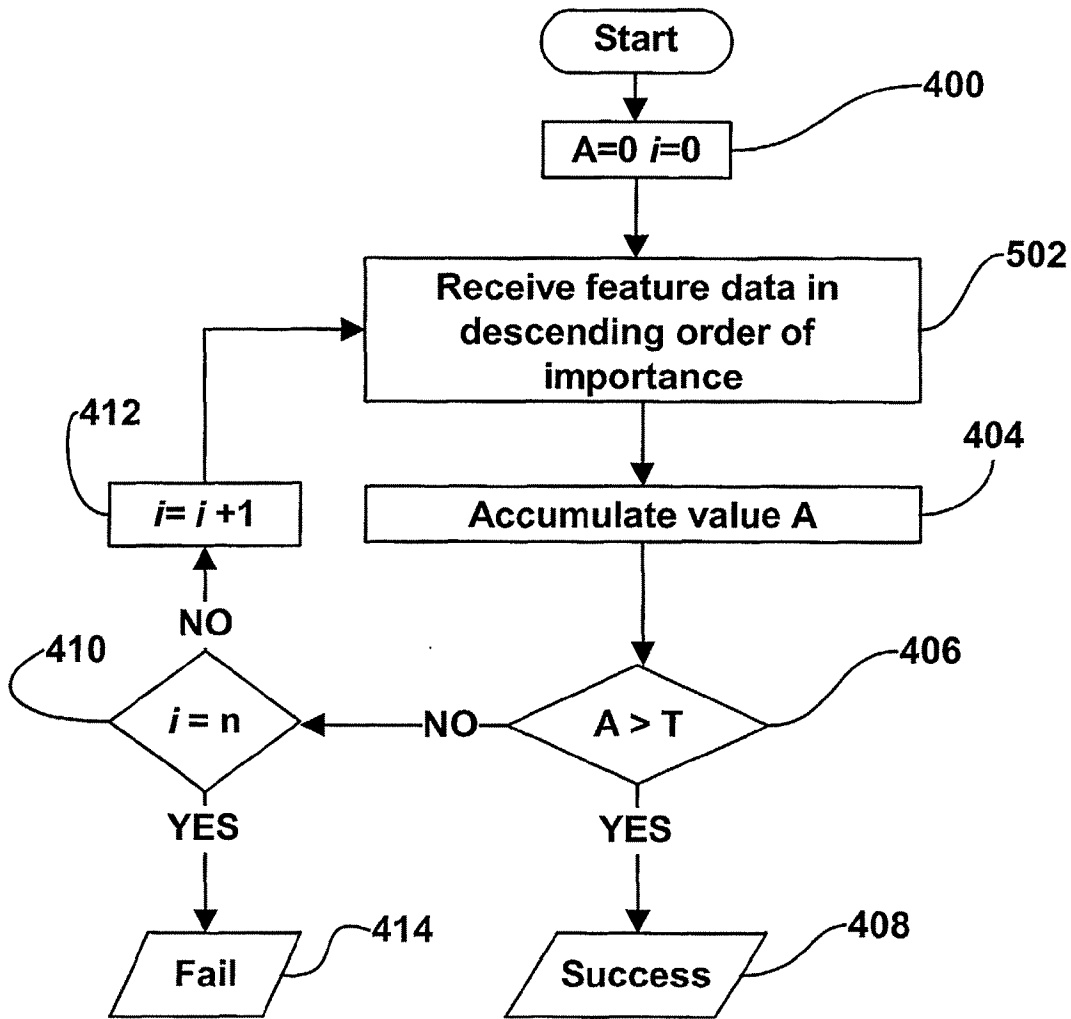 Start
400
A=0 i=0
502
Receive feature data in
descending order of
importance
412
404
i= i +1
Accumulate value A
NO
410
406
i = n
NO
A > T
YES
YES
414
408
Fail
Success